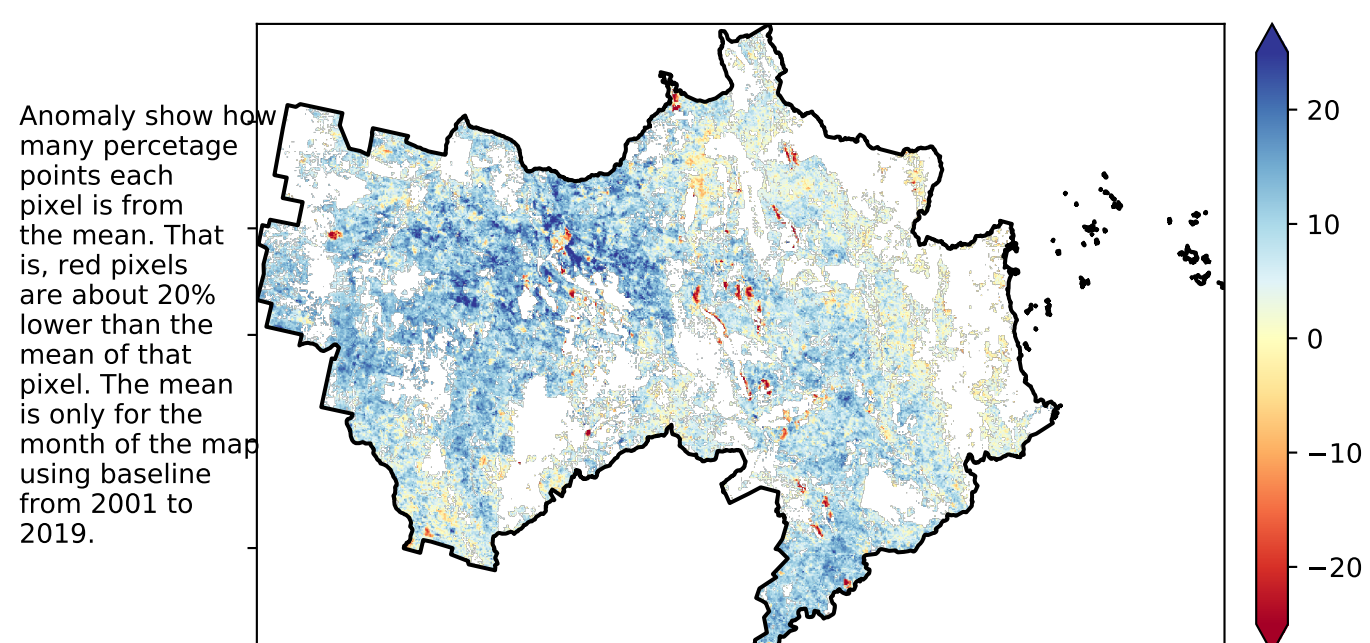 Anomaly show how
many percetage
points each
pixel is from
the mean. That
is, red pixels
are about 20%
lower than the
mean of that
pixel. The mean
is only for the
month of the map
using baseline
from 2001 to
2019.
20
10
0
−10
−20